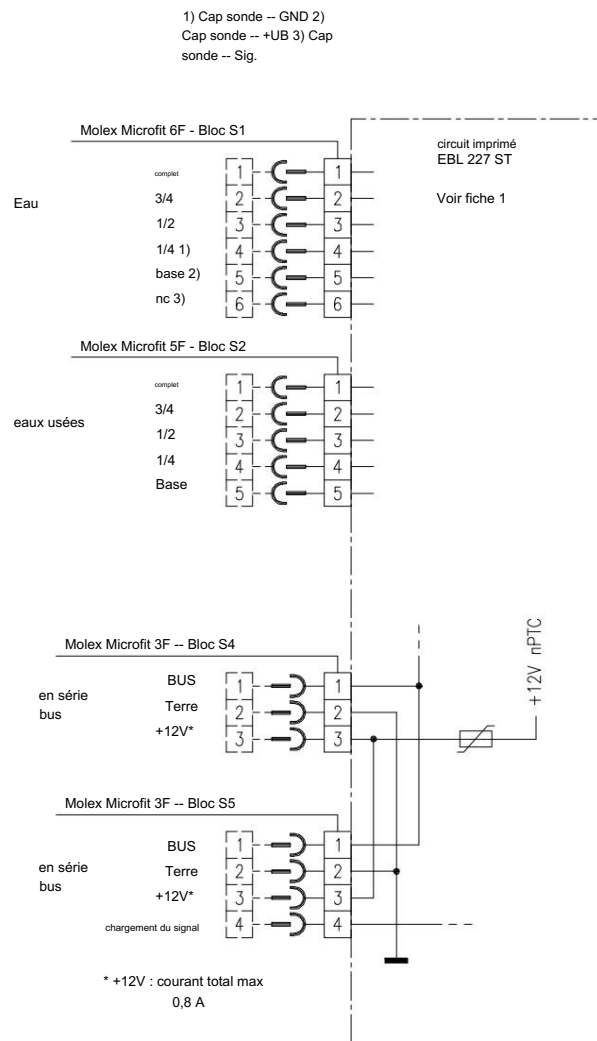 1) Cap sonde -- GND 2)
Cap sonde -- +UB 3) Cap
sonde -- Sig.
Molex Microfit 6F - Bloc S1
circuit imprimé
EBL 227 ST
Voir fiche 1
Eau
complet 1 1
3/4 2 2
1/2 3 3
1/4 1) 4 4
base 2) 5 5
nc 3) 6 6
Molex Microfit 5F - Bloc S2
eaux usées
complet 1 1
3/4 2 2
1/2 3 3
1/4 4 4
Base 5 5
Molex Microfit 3F -- Bloc S4
en série
bus
BUS 1 1
Terre 2 2
+12V* 3 3
+12V nPTC
Molex Microfit 3F -- Bloc S5
en série
bus
BUS 1 1
Terre 2 2
+12V* 3 3
chargement du signal 4 4
* +12V : courant total max
0,8 A